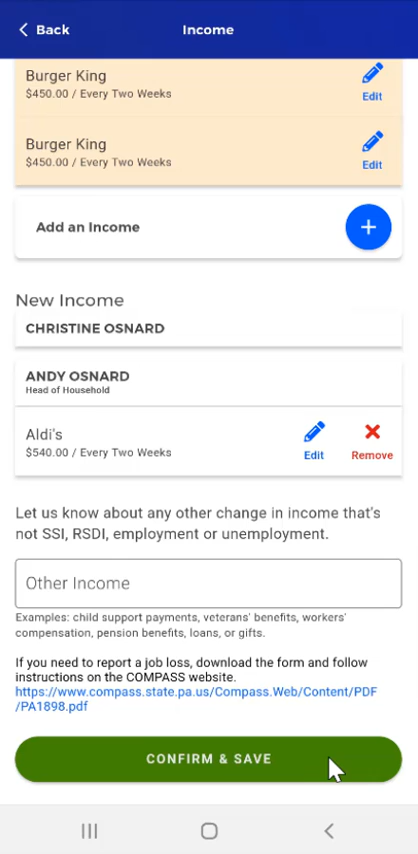 Back
Income
Burger King
$450.00 / Every Two Weeks
Edit
Burger King
$450.00 / Every Two Weeks
Edit
Add an Income
New Income
CHRISTINE OSNARD
ANDY OSNARD
Head of Household
Aldi's
$540.00 / Every Two Weeks
Edit
Remove
Let us know about any other change in income that's
not SSI, RSDI, employment or unemployment.
Other Income
Examples: child support payments, veterans' benefits, workers'
compensation, pension benefits, loans, or gifts.
If you need to report a job loss, download the form and follow
instructions on the COMPASS website.
https://www.compass.state.pa.us/Compass.Web/Content/PDF
/PA1898.pdf
CONFIRM & SAVE